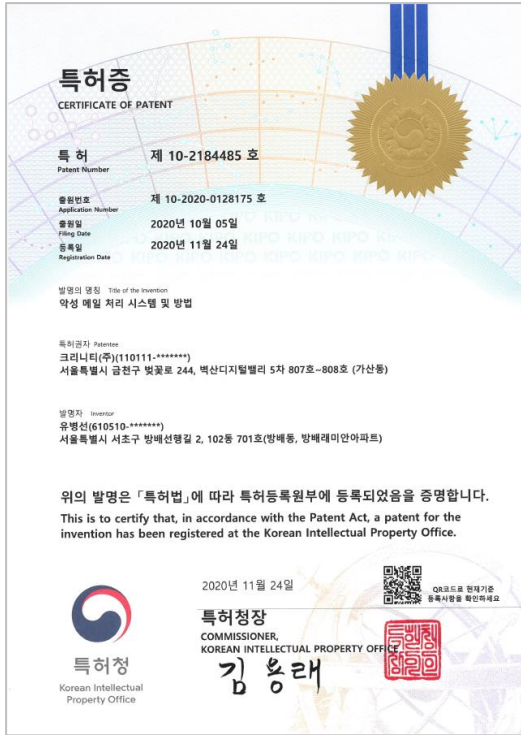 특허증
CERTIFICATE OF PATENT
특 허 제 10-2184485 호
Patent Number
출원번호 제 10-2020-0128175 호
Application Number
출원일 2020년 10월 05일
Filing Date
등록일 2020년 11월 24일
Registration Date
발명의 명칭 Title of the Invention
악성 메일 처리 시스템 및 방법
특허권자 Patentee
크리니티(주)(110111-*******)
서울특별시 금천구 벚꽃로 244, 벽산디지털밸리 5차 807호~808호 (가산동)
발명자 Inventor
유병선(610510-*******)
서울특별시 서초구 방배선행길 2, 102동 701호(방배동, 방배래미안아파트)
위의 발명은 「특허법」에 따라 특허등록원부에 등록되었음을 증명합니다.
This is to certify that, in accordance with the Patent Act, a patent for the
invention has been registered at the Korean Intellectual Property Office.
2020년 11월 24일
QR코드로 현재기준
등록사항을 확인하세요
특허청장
COMMISSIONER,
KOREAN INTELLECTUAL PROPERTY OFFICE
김용래
특허청
Korean Intellectual
Property Office